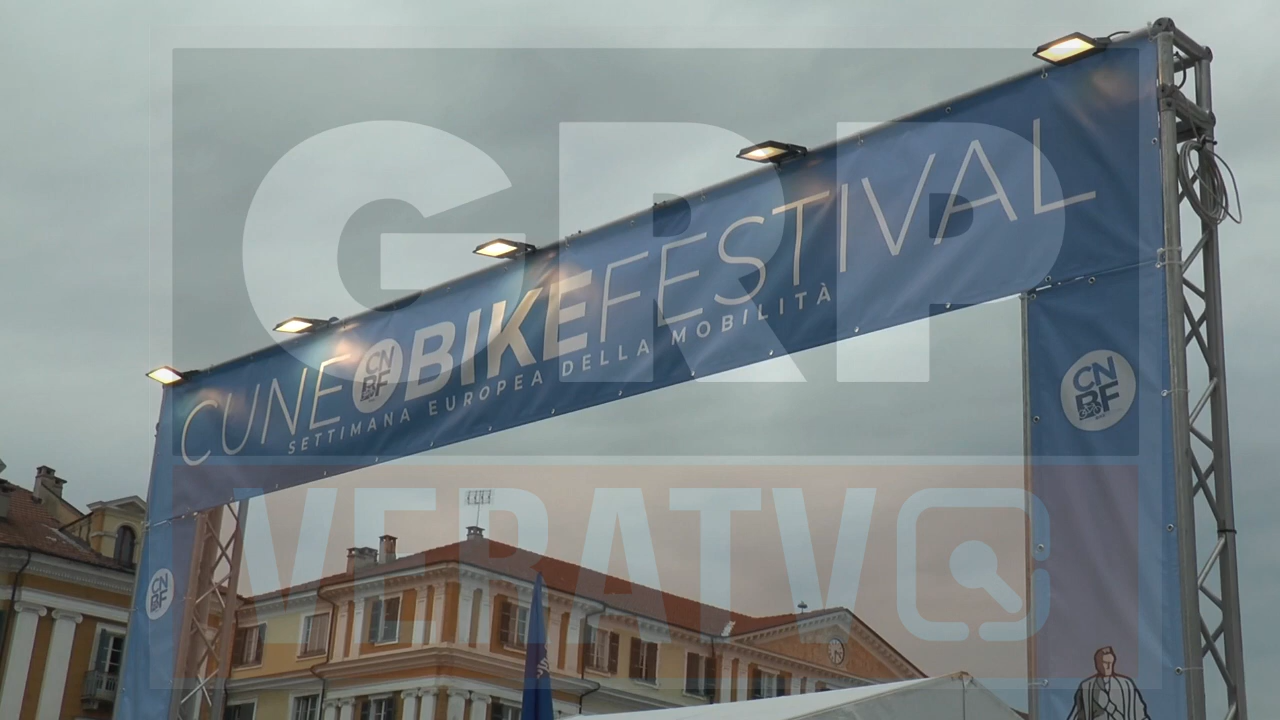 GRP
CUNEOBIKEFESTIVAL
SETTIMANA EUROPEA DELLA MOBILITÀ
CN
BF
CN
BF
CN
BF
VERATV